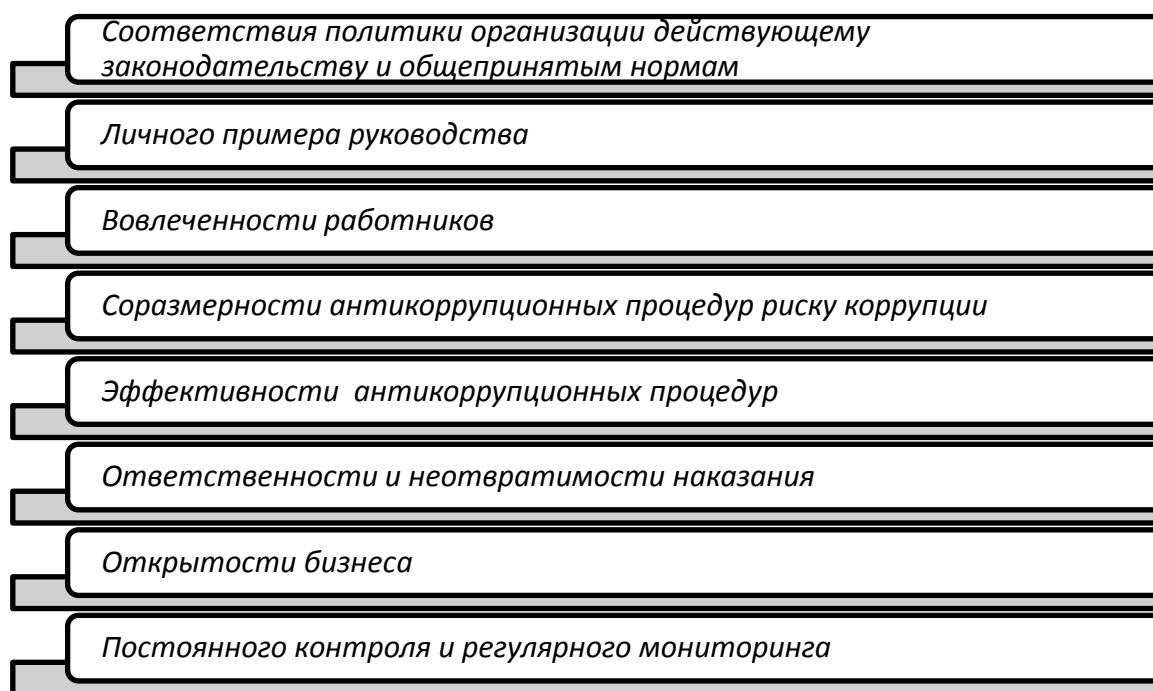 Соответствия политики организации действующему
законодательству и общепринятым нормам
Личного примера руководства
Вовлеченности работников
Соразмерности антикоррупционных процедур риску коррупции
Эффективности антикоррупционных процедур
Ответственности и неотвратимости наказания
Открытости бизнеса
Постоянного контроля и регулярного мониторинга